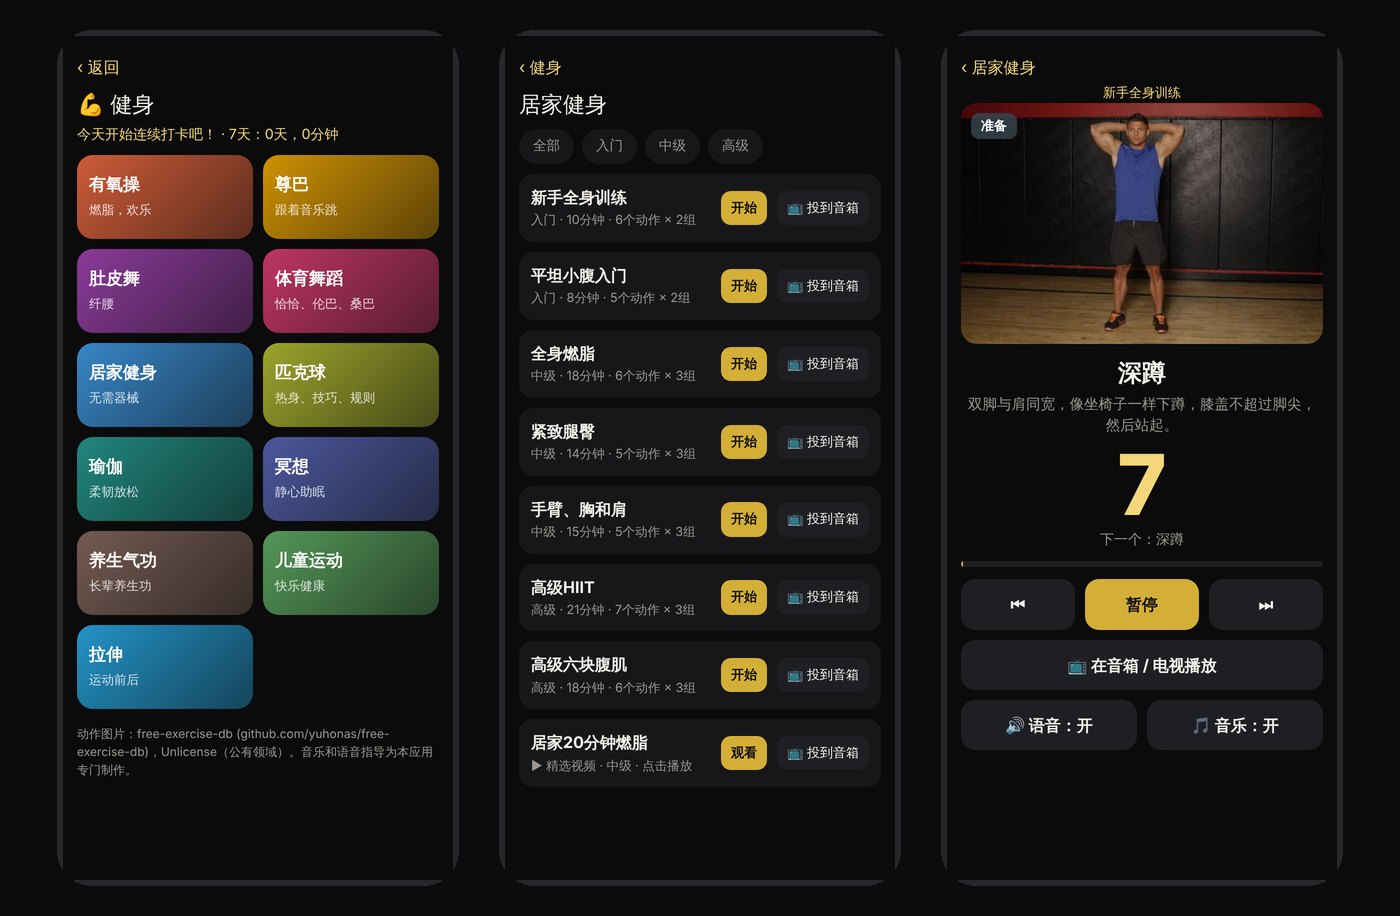 ‹ 返回
💪 健身
今天开始连续打卡吧！ · 7天：0天，0分钟
有氧操
燃脂，欢乐
尊巴
跟着音乐跳
肚皮舞
纤腰
体育舞蹈
恰恰、伦巴、桑巴
居家健身
无需器械
匹克球
热身、技巧、规则
瑜伽
柔韧放松
冥想
静心助眠
养生气功
长辈养生功
儿童运动
快乐健康
拉伸
运动前后
动作图片：free-exercise-db (github.com/yuhonas/free-
exercise-db)，Unlicense（公有领域）。音乐和语音指导为本应用
专门制作。
‹ 健身
居家健身
全部 入门 中级 高级
新手全身训练
入门 · 10分钟 · 6个动作 × 2组
开始 📺 投到音箱
平坦小腹入门
入门 · 8分钟 · 5个动作 × 2组
开始 📺 投到音箱
全身燃脂
中级 · 18分钟 · 6个动作 × 3组
开始 📺 投到音箱
紧致腿臀
中级 · 14分钟 · 5个动作 × 3组
开始 📺 投到音箱
手臂、胸和肩
中级 · 15分钟 · 5个动作 × 3组
开始 📺 投到音箱
高级HIIT
高级 · 21分钟 · 7个动作 × 3组
开始 📺 投到音箱
高级六块腹肌
高级 · 18分钟 · 6个动作 × 3组
开始 📺 投到音箱
居家20分钟燃脂
▶ 精选视频 · 中级 · 点击播放
观看 📺 投到音箱
‹ 居家健身
新手全身训练
准备
深蹲
双脚与肩同宽，像坐椅子一样下蹲，膝盖不超过脚尖，
然后站起。
7
下一个：深蹲
⏮ 暂停 ⏭
📺 在音箱 / 电视播放
🔊 语音：开 🎵 音乐：开